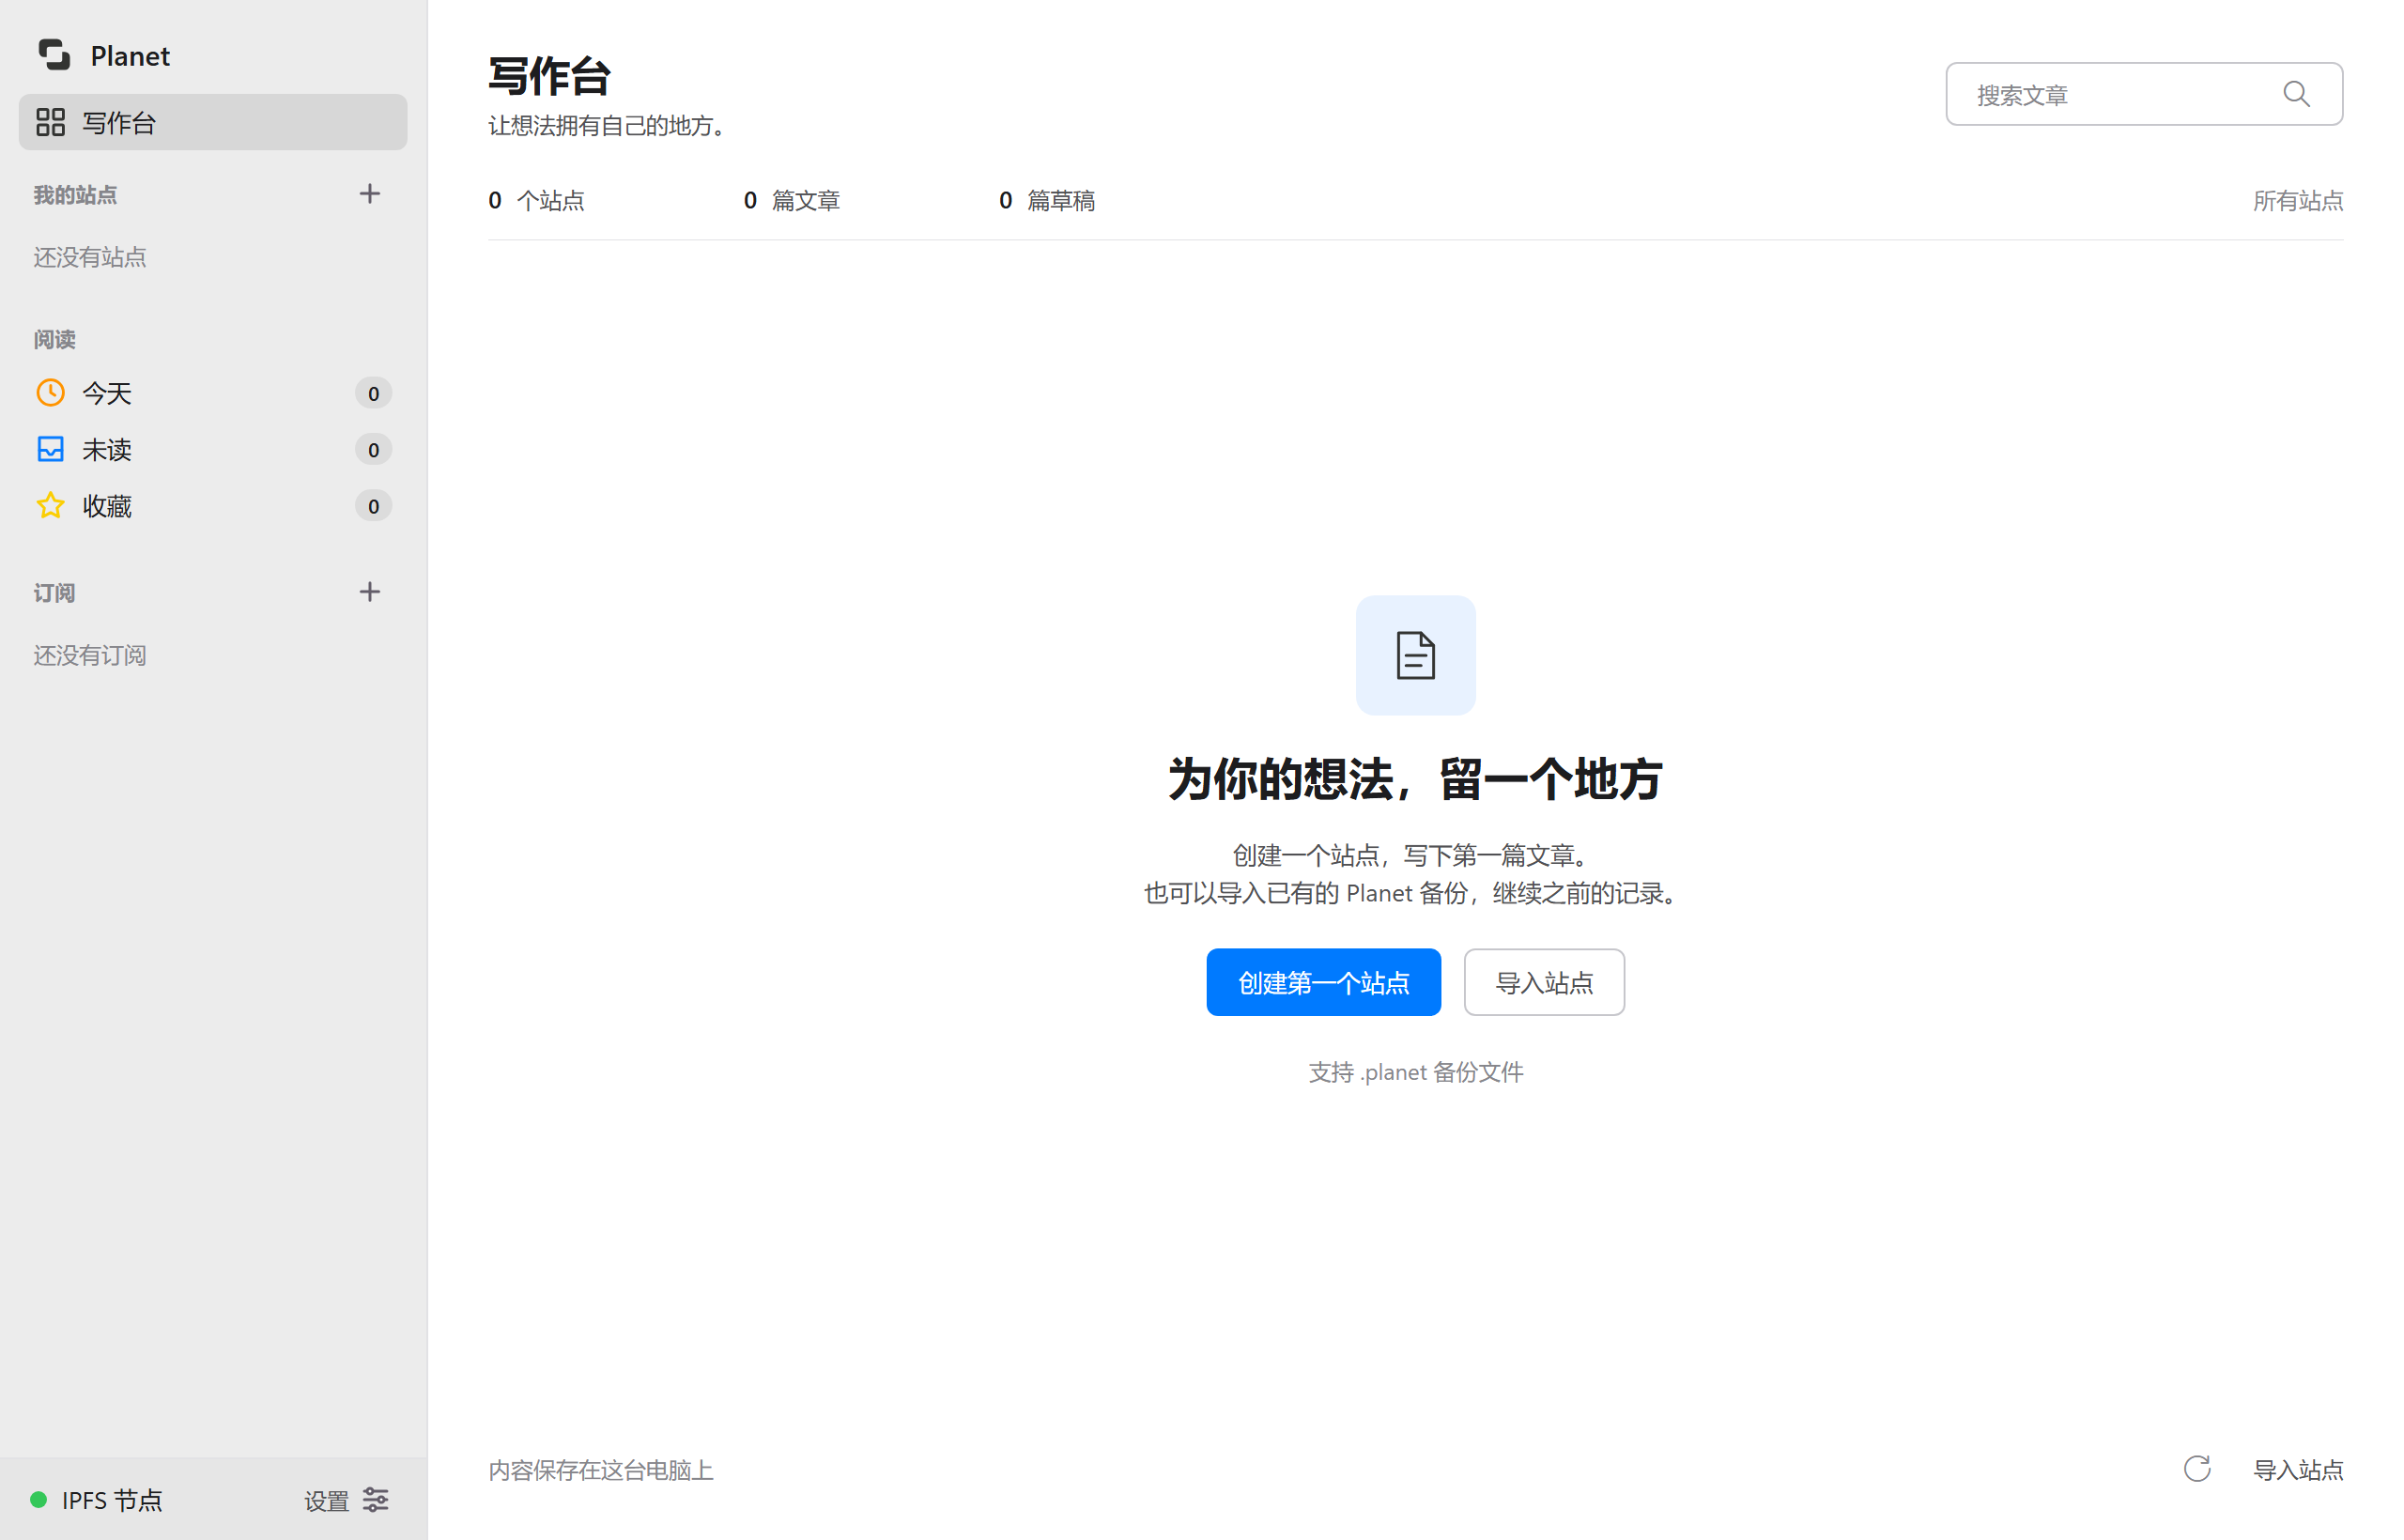 Planet
写作台
我的站点
还没有站点
阅读
今天 0
未读 0
收藏 0
订阅
还没有订阅
IPFS 节点 设置
写作台
让想法拥有自己的地方。
搜索文章
0 个站点 0 篇文章 0 篇草稿 所有站点
为你的想法，留一个地方
创建一个站点，写下第一篇文章。
也可以导入已有的 Planet 备份，继续之前的记录。
创建第一个站点 导入站点
支持 .planet 备份文件
内容保存在这台电脑上 导入站点